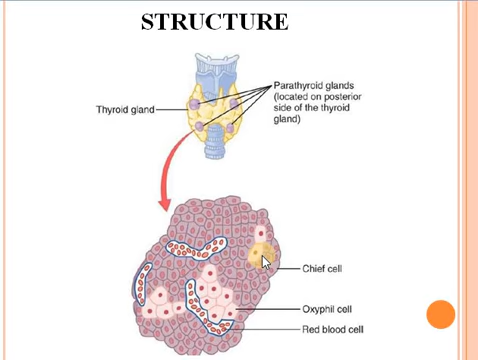 STRUCTURE
Thyroid gland
Parathyroid glands
(located on posterior
side of the thyroid
gland)
Chief cell
Oxyphil cell
Red blood cell